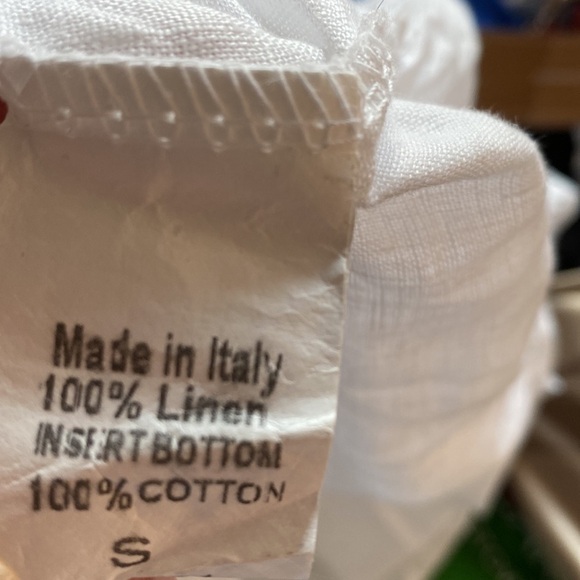 Made in Italy
100% Linen
INSERT BOTTOM
100% COTTON
S